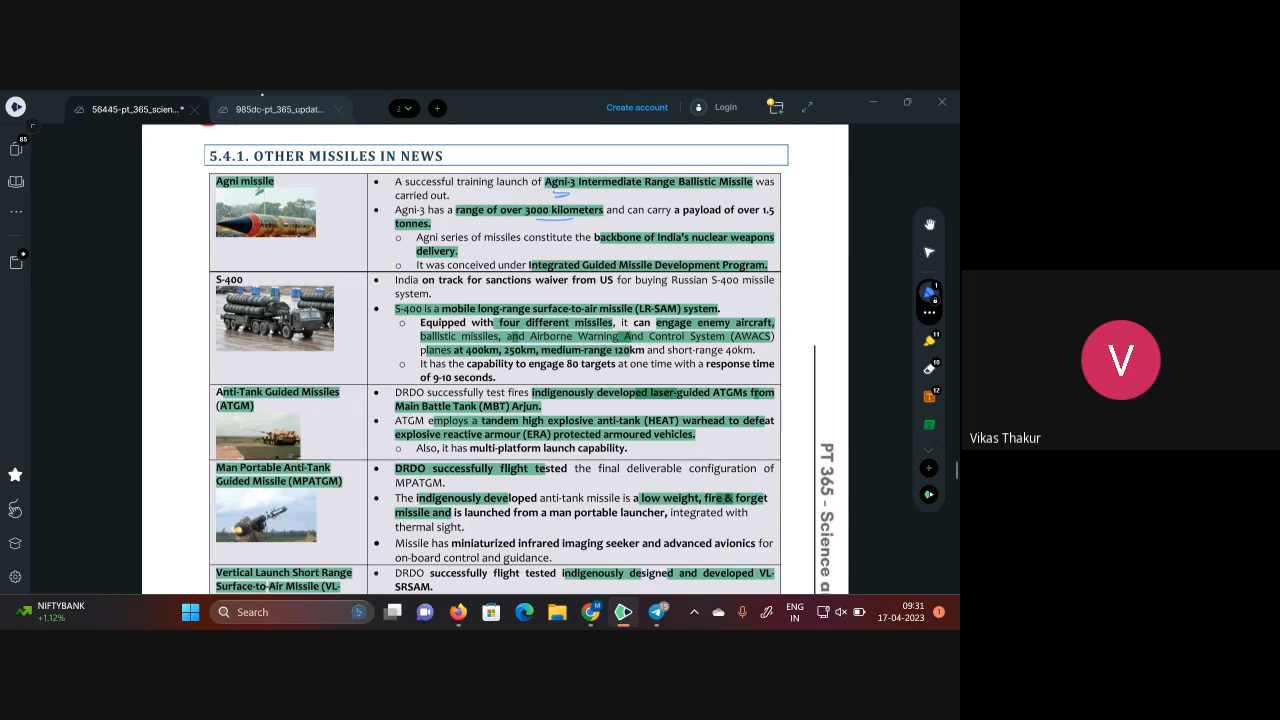 56445-pt_365_scien...*
985dc-pt_365_updat...
2
Create account
Login
85
5.4.1. OTHER MISSILES IN NEWS
Agni missile
• A successful training launch of Agni-3 Intermediate Range Ballistic Missile was
carried out.
• Agni-3 has a range of over 3000 kilometers and can carry a payload of over 1.5
tonnes.
o Agni series of missiles constitute the backbone of India's nuclear weapons
delivery.
o It was conceived under Integrated Guided Missile Development Program.
S-400
• India on track for sanctions waiver from US for buying Russian S-400 missile
system.
• S-400 is a mobile long-range surface-to-air missile (LR-SAM) system.
o Equipped with four different missiles, it can engage enemy aircraft,
ballistic missiles, and Airborne Warning And Control System (AWACS)
planes at 400km, 250km, medium-range 120km and short-range 40km.
o It has the capability to engage 80 targets at one time with a response time
of 9-10 seconds.
Anti-Tank Guided Missiles
(ATGM)
• DRDO successfully test fires indigenously developed laser-guided ATGMs from
Main Battle Tank (MBT) Arjun.
• ATGM employs a tandem high explosive anti-tank (HEAT) warhead to defeat
explosive reactive armour (ERA) protected armoured vehicles.
o Also, it has multi-platform launch capability.
Man Portable Anti-Tank
Guided Missile (MPATGM)
• DRDO successfully flight tested the final deliverable configuration of
MPATGM.
• The indigenously developed anti-tank missile is a low weight, fire & forget
missile and is launched from a man portable launcher, integrated with
thermal sight.
• Missile has miniaturized infrared imaging seeker and advanced avionics for
on-board control and guidance.
Vertical Launch Short Range
Surface-to-Air Missile (VL-
• DRDO successfully flight tested indigenously designed and developed VL-
SRSAM.
PT 365 - Science a
1
11
10
12
V
Vikas Thakur
NIFTYBANK
+1.12%
Search
M
15
ENG
IN
09:31
17-04-2023
1